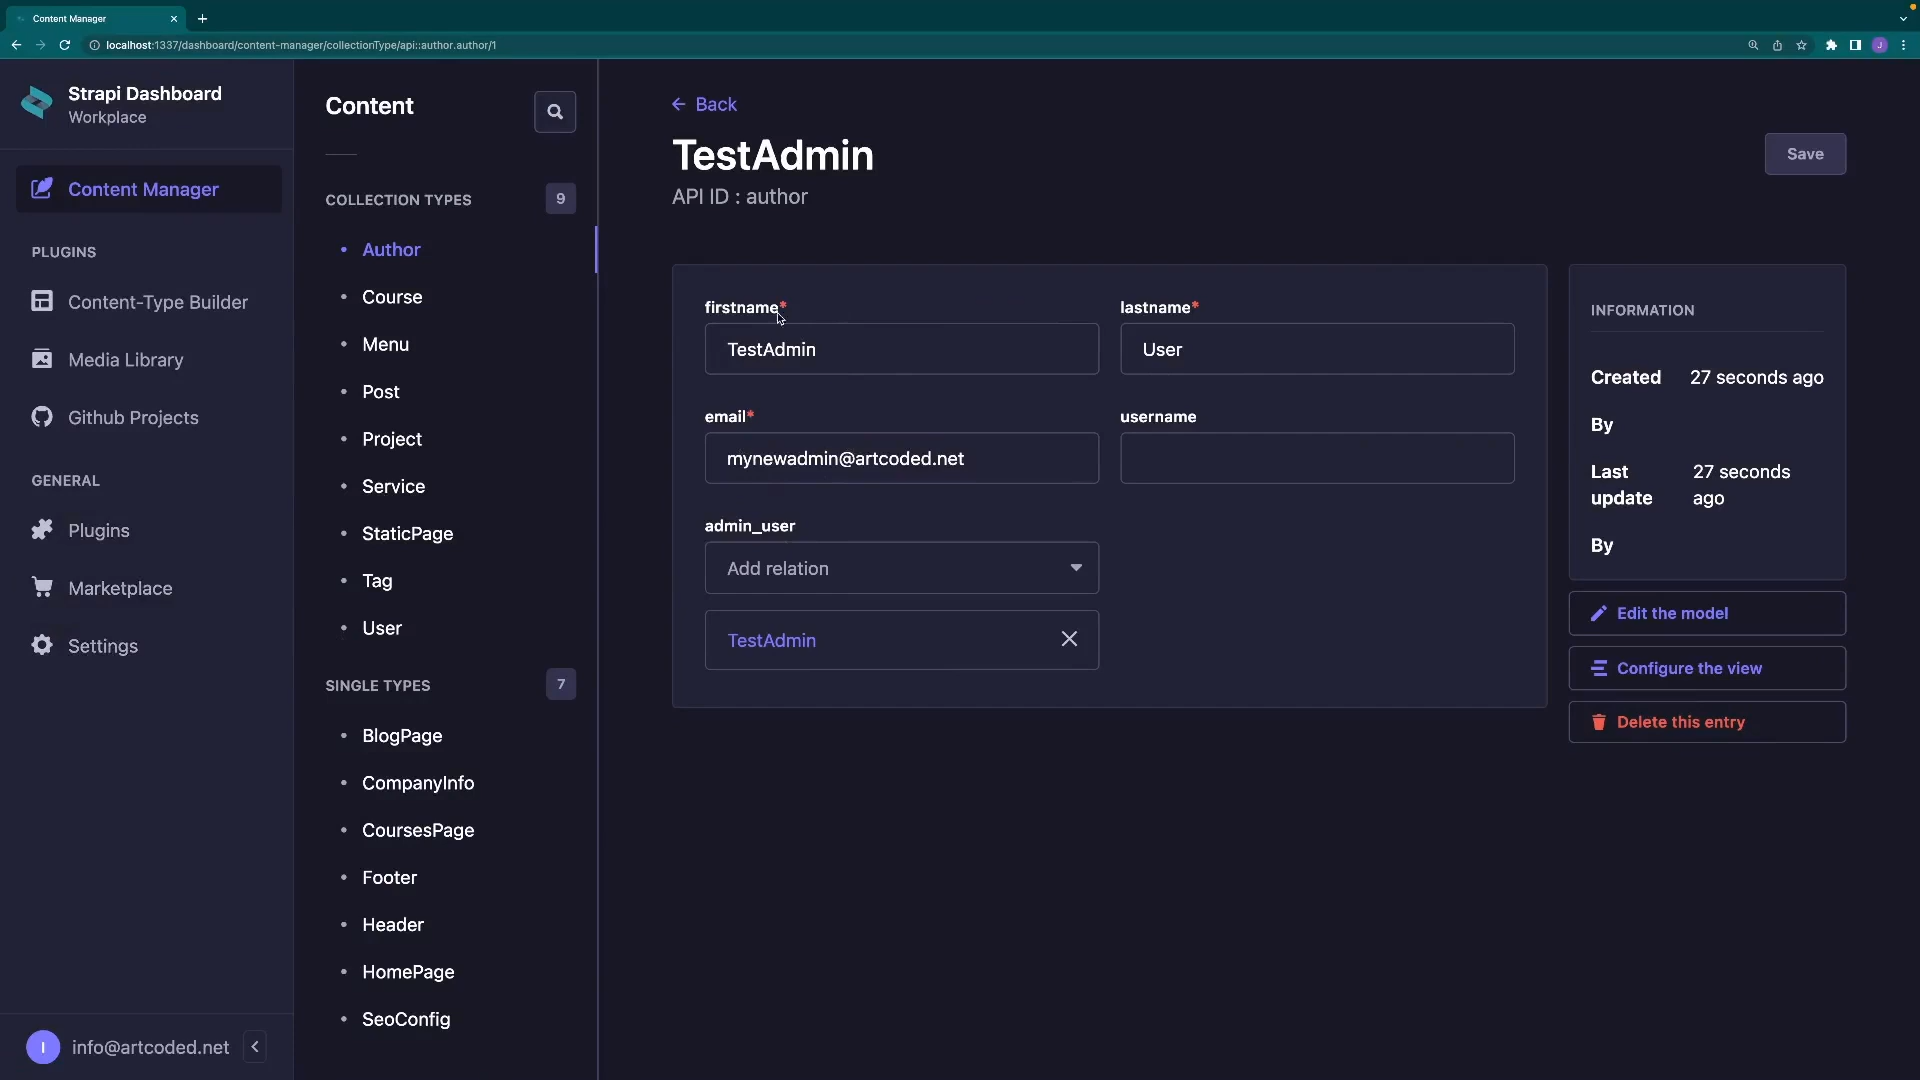 Content Manager
localhost:1337/dashboard/content-manager/collectionType/api::author.author/1
J
Strapi Dashboard
Workplace
Content Manager
PLUGINS
Content-Type Builder
Media Library
Github Projects
GENERAL
Plugins
Marketplace
Settings
I
info@artcoded.net
Content
COLLECTION TYPES
9
Author
Course
Menu
Post
Project
Service
StaticPage
Tag
User
SINGLE TYPES
7
BlogPage
CompanyInfo
CoursesPage
Footer
Header
HomePage
SeoConfig
Back
TestAdmin
API ID : author
Save
firstname*
TestAdmin
lastname*
User
email*
mynewadmin@artcoded.net
username
admin_user
Add relation
TestAdmin
INFORMATION
Created 27 seconds ago
By
Last 27 seconds
update ago
By
Edit the model
Configure the view
Delete this entry